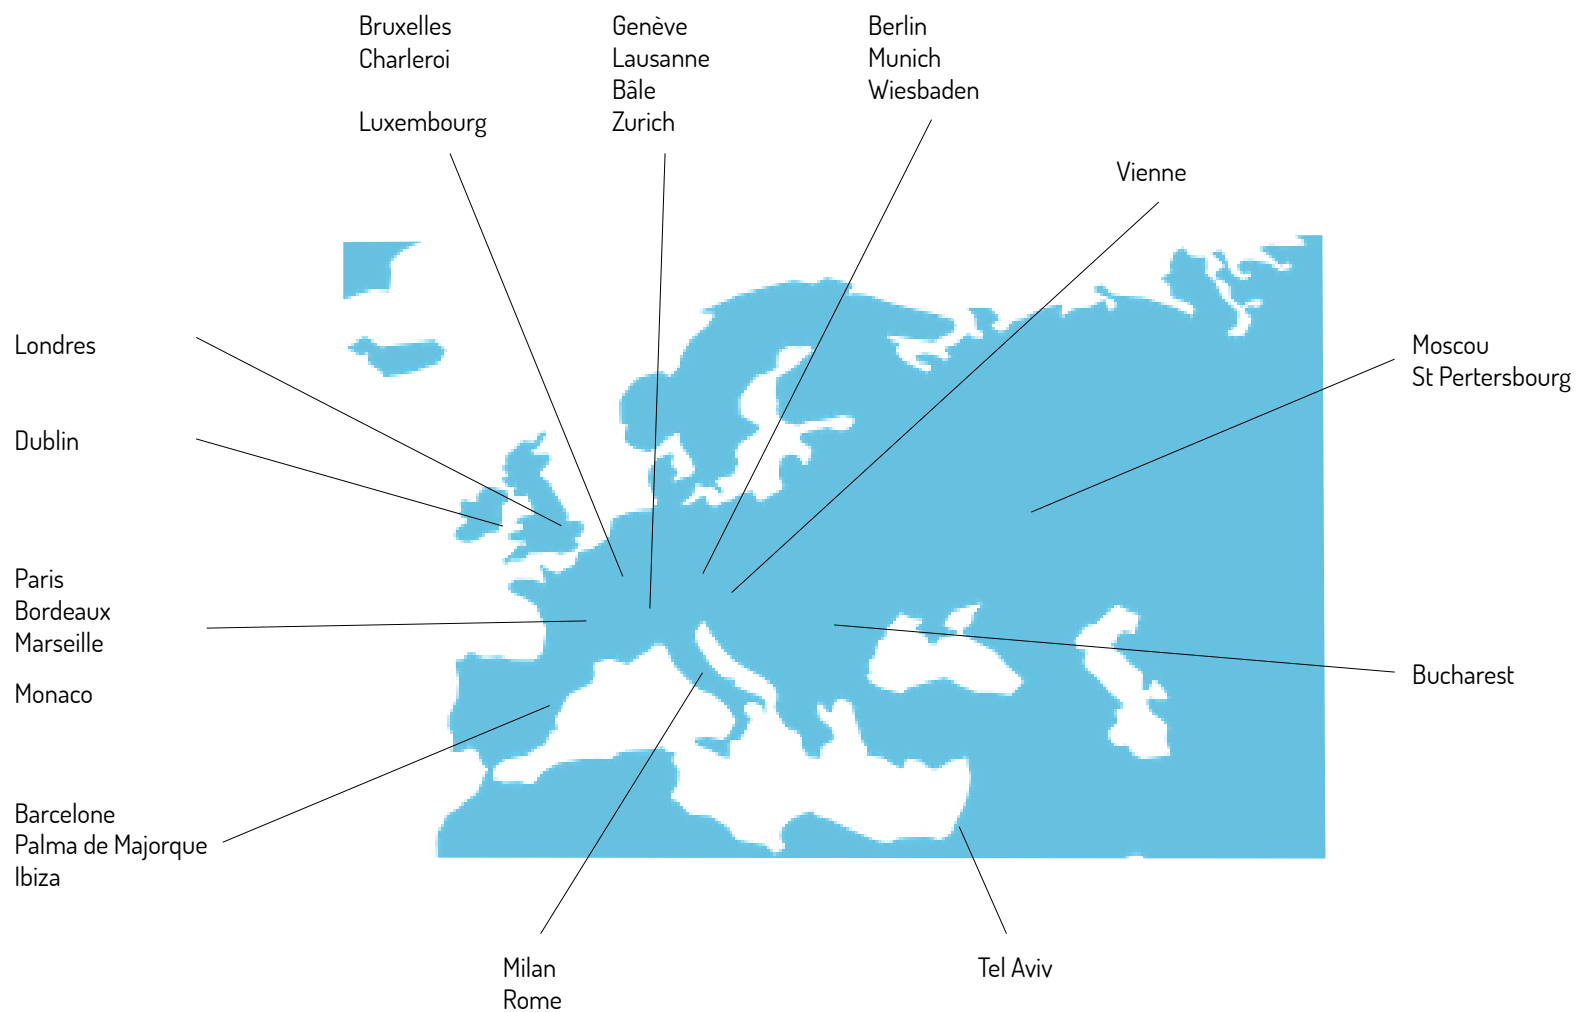 Bruxelles
Charleroi
Luxembourg
Genève
Lausanne
Bâle
Zurich
Berlin
Munich
Wiesbaden
Vienne
Londres
Dublin
Paris
Bordeaux
Marseille
Monaco
Barcelone
Palma de Majorque
Ibiza
Moscou
St Pertersbourg
Bucharest
Milan
Rome
Tel Aviv